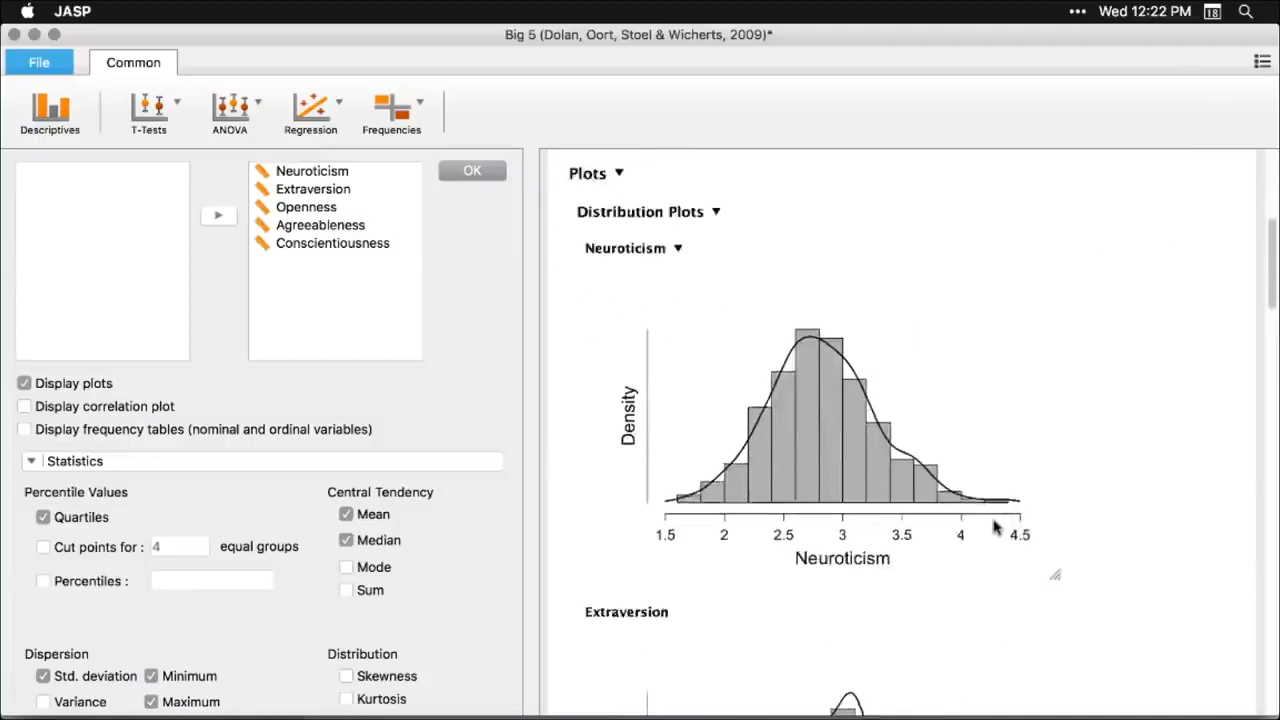 JASP
••• Wed 12:22 PM 18
Big 5 (Dolan, Oort, Stoel & Wicherts, 2009)*
File
Common
Descriptives
T-Tests
ANOVA
Regression
Frequencies
Neuroticism
Extraversion
Openness
Agreeableness
Conscientiousness
OK
Display plots
Display correlation plot
Display frequency tables (nominal and ordinal variables)
Statistics
Percentile Values
Quartiles
Cut points for : 4 equal groups
Percentiles :
Central Tendency
Mean
Median
Mode
Sum
Dispersion
Std. deviation
Minimum
Variance
Maximum
Distribution
Skewness
Kurtosis
Plots
Distribution Plots
Neuroticism
Density
1.5 2 2.5 3 3.5 4 4.5
Neuroticism
Extraversion